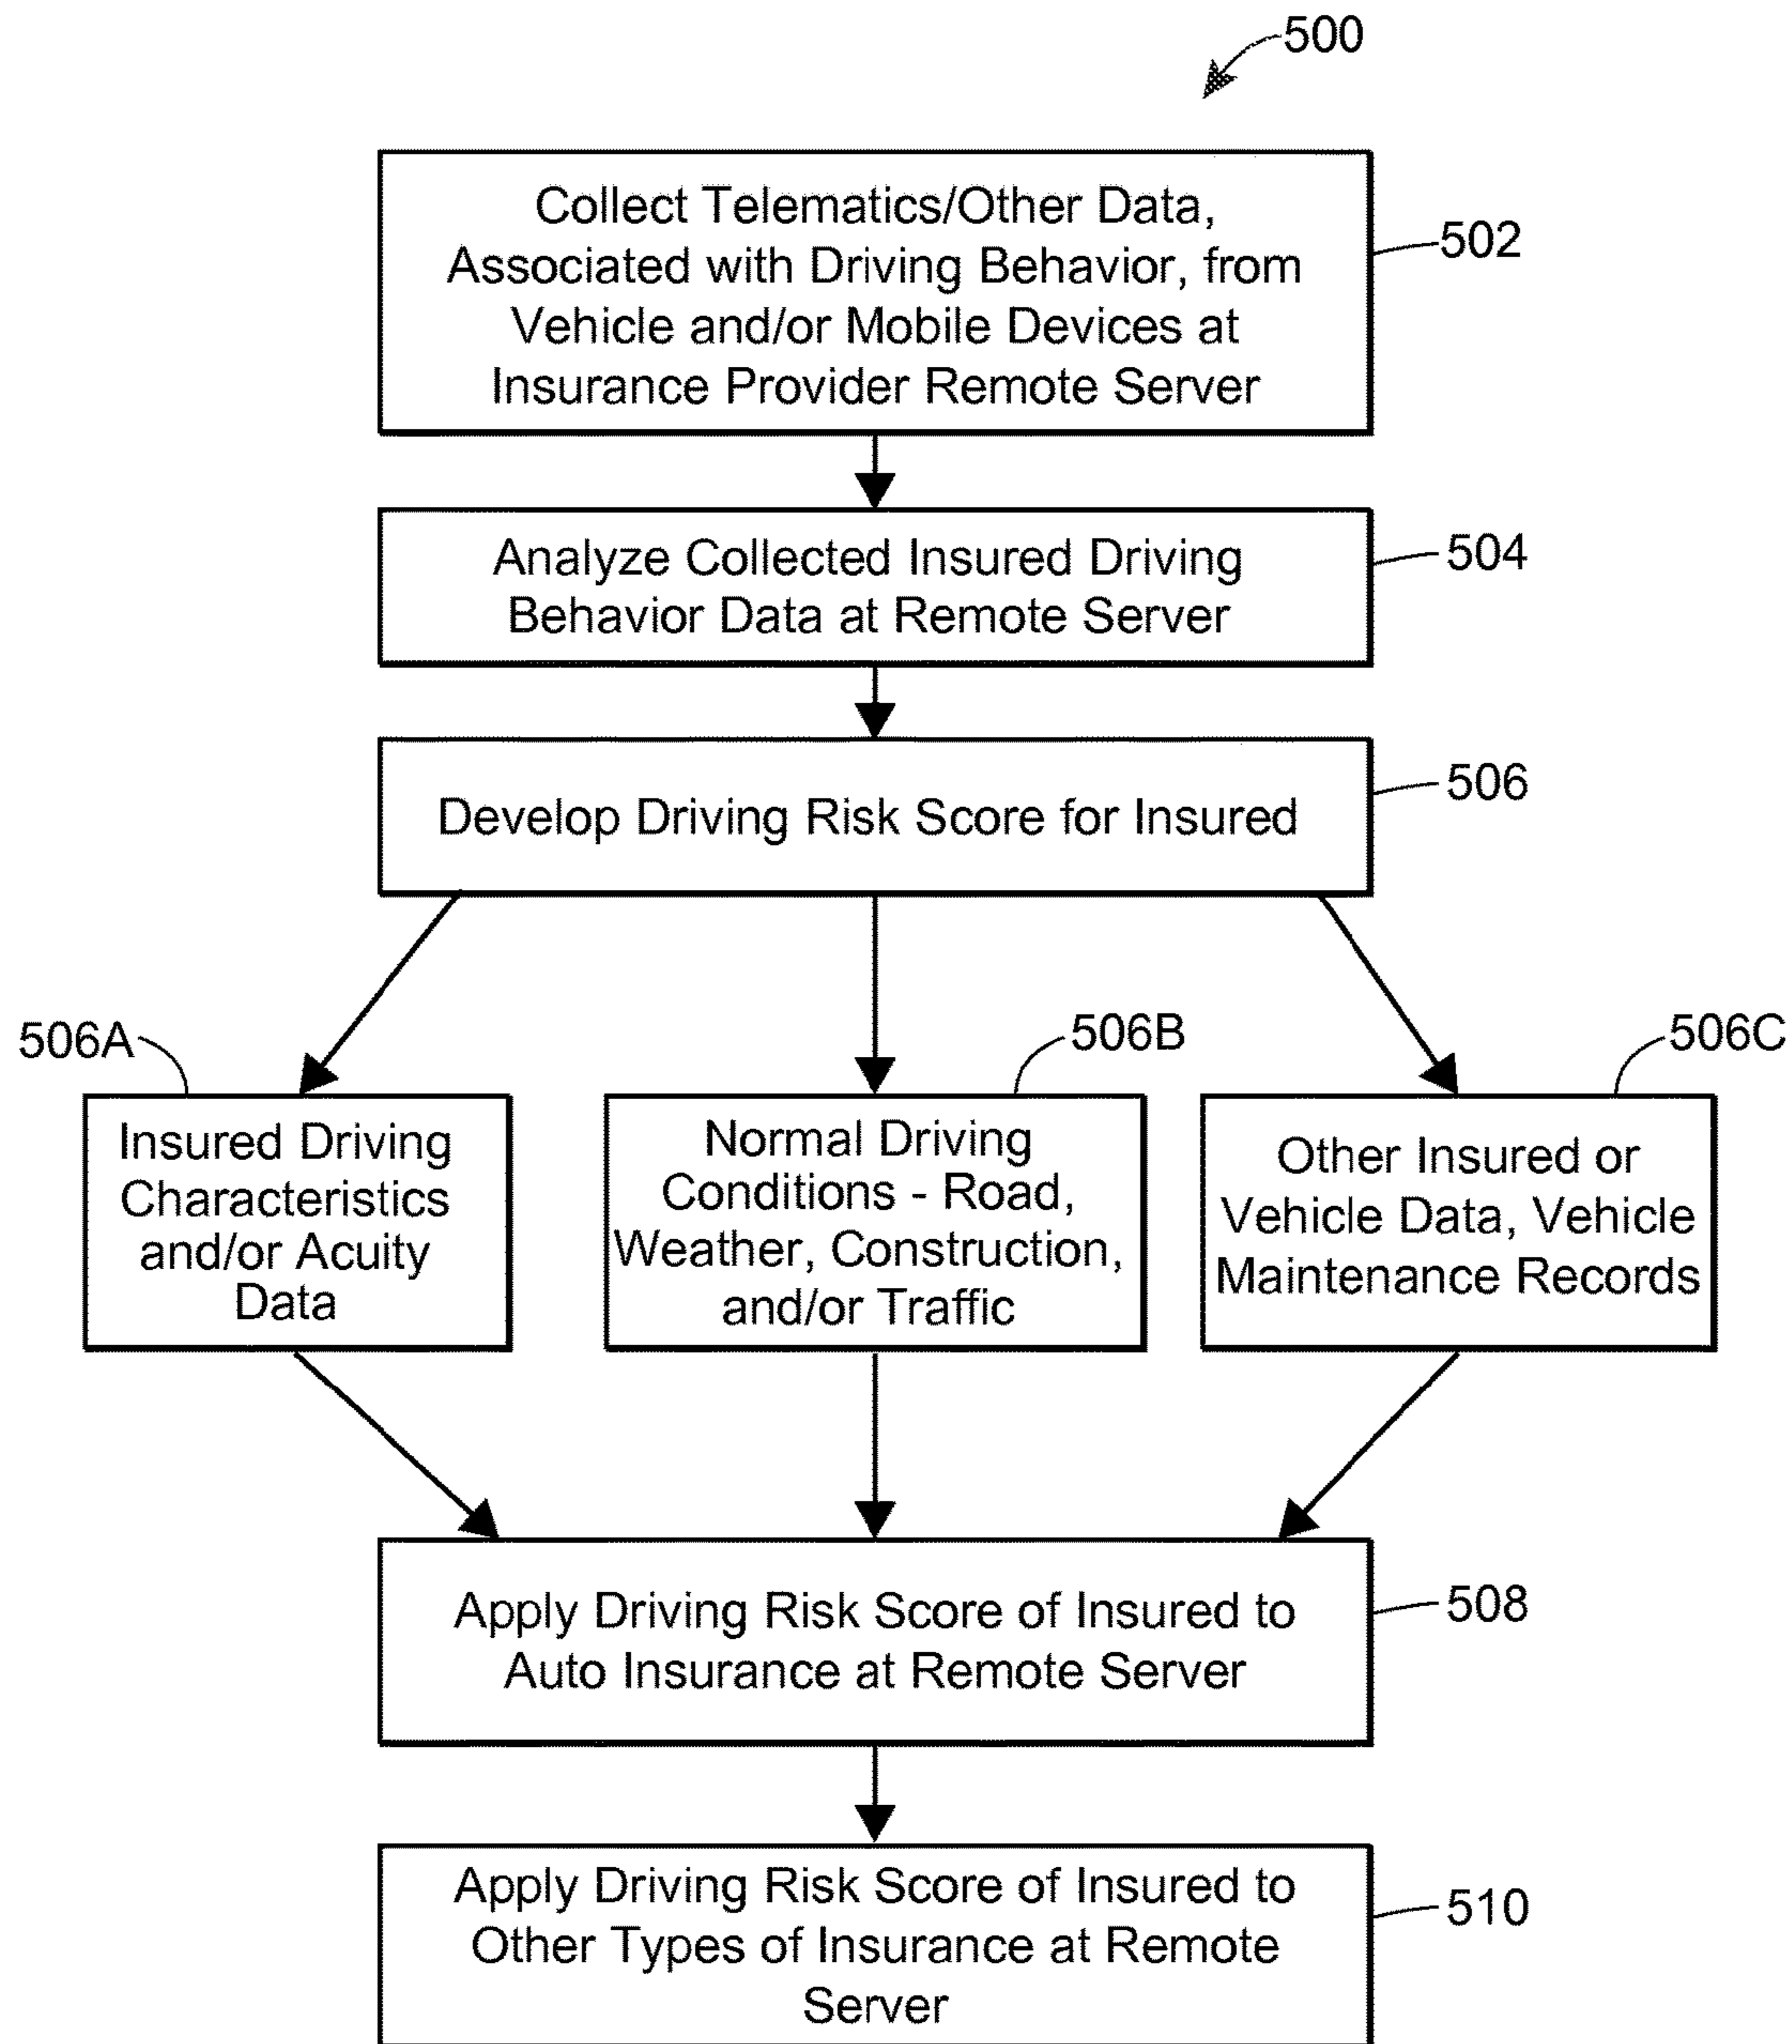 500
Collect Telematics/Other Data,
Associated with Driving Behavior, from
Vehicle and/or Mobile Devices at
Insurance Provider Remote Server
502
Analyze Collected Insured Driving
Behavior Data at Remote Server
504
Develop Driving Risk Score for Insured
506
506A
506B
506C
Insured Driving
Characteristics
and/or Acuity
Data
Normal Driving
Conditions - Road,
Weather, Construction,
and/or Traffic
Other Insured or
Vehicle Data, Vehicle
Maintenance Records
Apply Driving Risk Score of Insured to
Auto Insurance at Remote Server
508
Apply Driving Risk Score of Insured to
Other Types of Insurance at Remote
Server
510